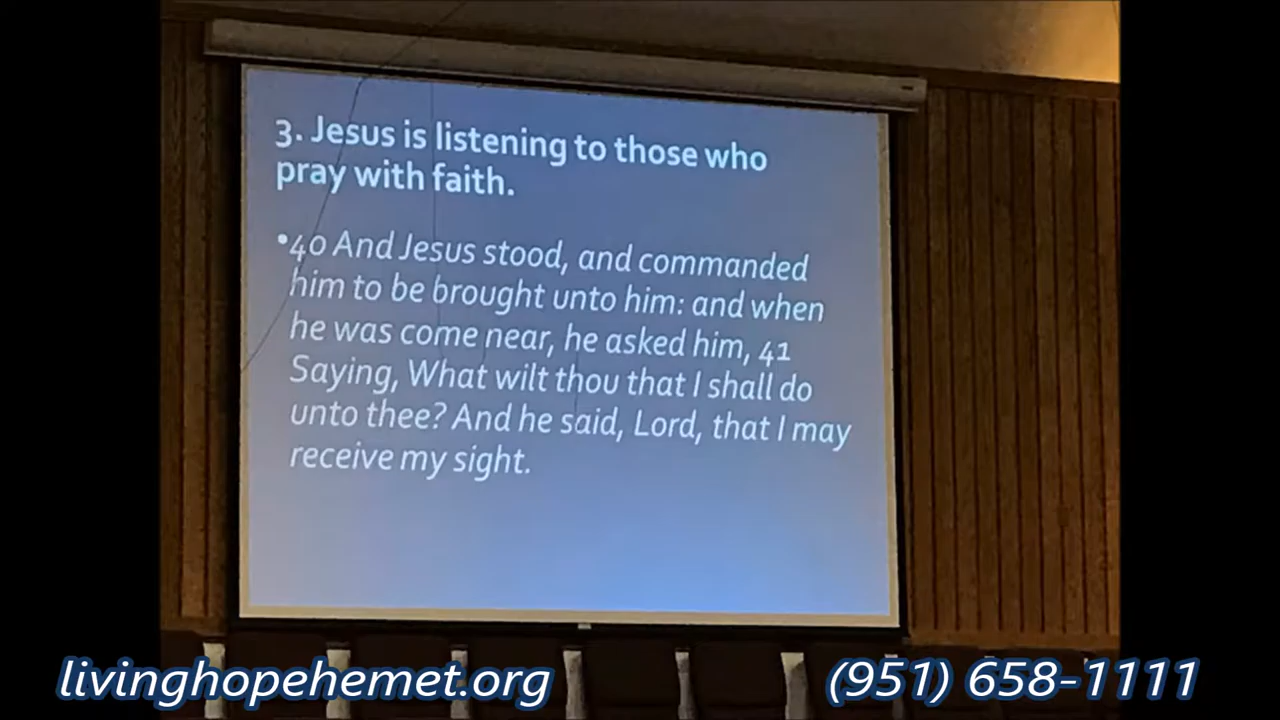 3. Jesus is listening to those who
pray with faith.
•40 And Jesus stood, and commanded
him to be brought unto him: and when
he was come near, he asked him, 41
Saying, What wilt thou that I shall do
unto thee? And he said, Lord, that I may
receive my sight.
livinghopehemet.org
(951) 658-1111